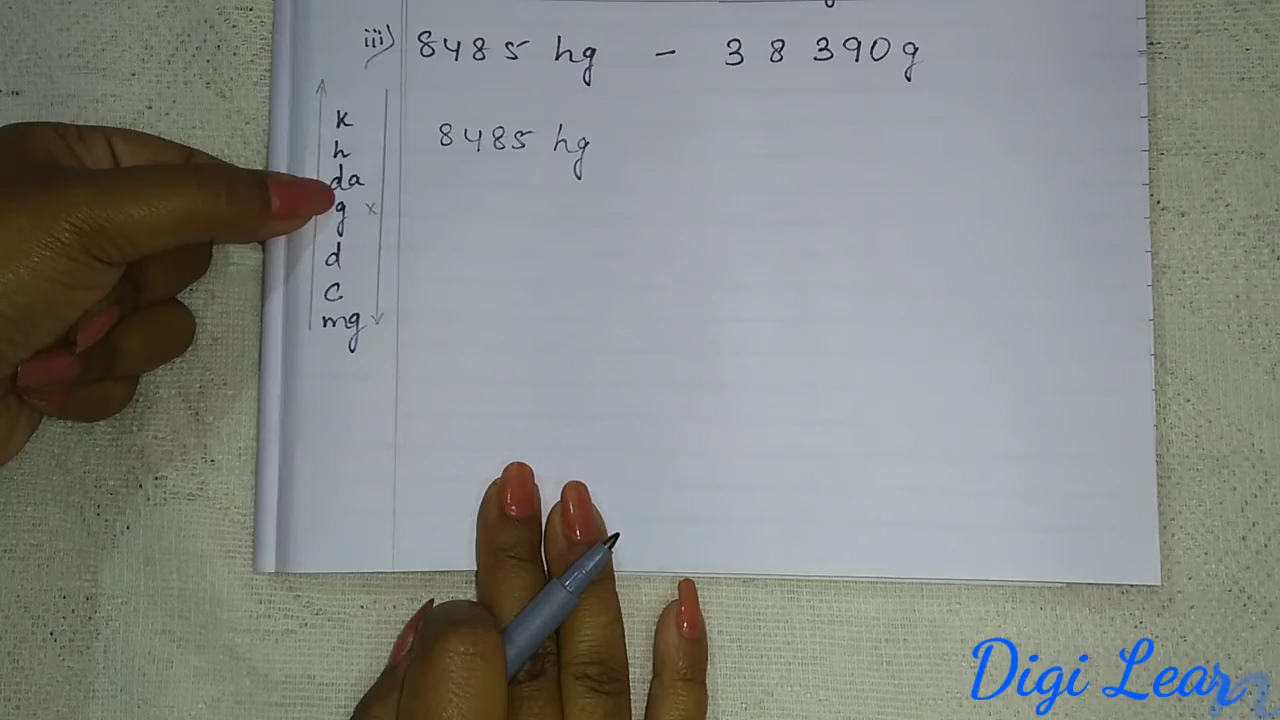 iii) 8485 hg - 38390g
8485 hg
k
h
da
g x
d
c
mg
Digi Lear